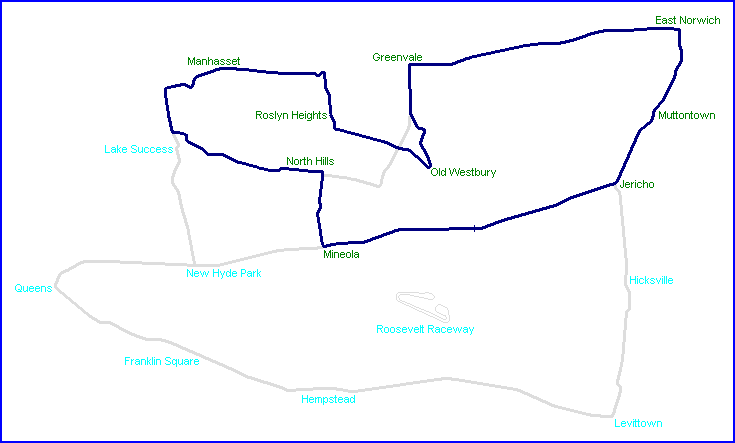 East Norwich
Greenvale
Manhasset
Roslyn Heights
Muttontown
Lake Success
North Hills
Old Westbury
Jericho
Mineola
New Hyde Park
Hicksville
Queens
Roosevelt Raceway
Franklin Square
Hempstead
Levittown